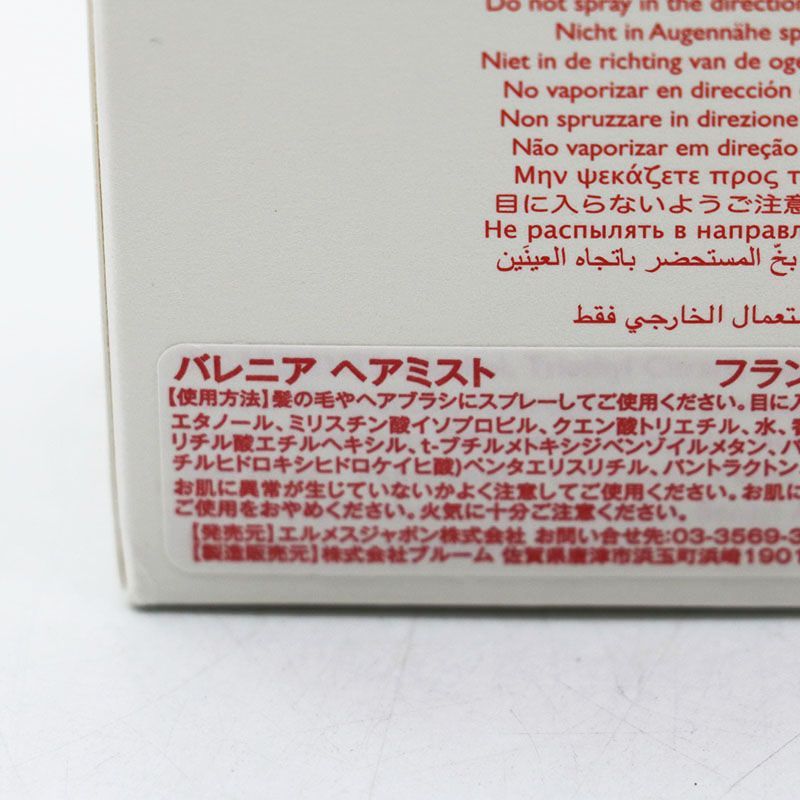 Do not spray in the direction
Nicht in Augennähe sp
Niet in de richting van de oge
No vaporizar en dirección
Non spruzzare in direzione
Não vaporizar em direção
Μην ψεκάζετε προς τ
目に入らないようご注意
Не распылять в направл
بخّ المستحضر باتجاه العينَين
ستعمال الخارجي فقط
バレニア ヘアミスト フラン
【使用方法】髪の毛やヘアブラシにスプレーしてご使用ください。目に入
エタノール、ミリスチン酸イソプロピル、クエン酸トリエチル、水、香
リチル酸エチルヘキシル、t-ブチルメトキシジベンゾイルメタン、パ
チルヒドロキシヒドロケイヒ酸)ペンタエリスリチル、パントラクトン
お肌に異常が生じていないかよく注意してご使用ください。お肌に
ご使用をおやめください。火気に十分ご注意ください。
【発売元】エルメスジャポン株式会社 お問い合せ先:03-3569-3
【製造販売元】株式会社ブルーム 佐賀県唐津市浜玉町浜崎1901